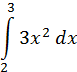 ∫₂³ 3x² dx